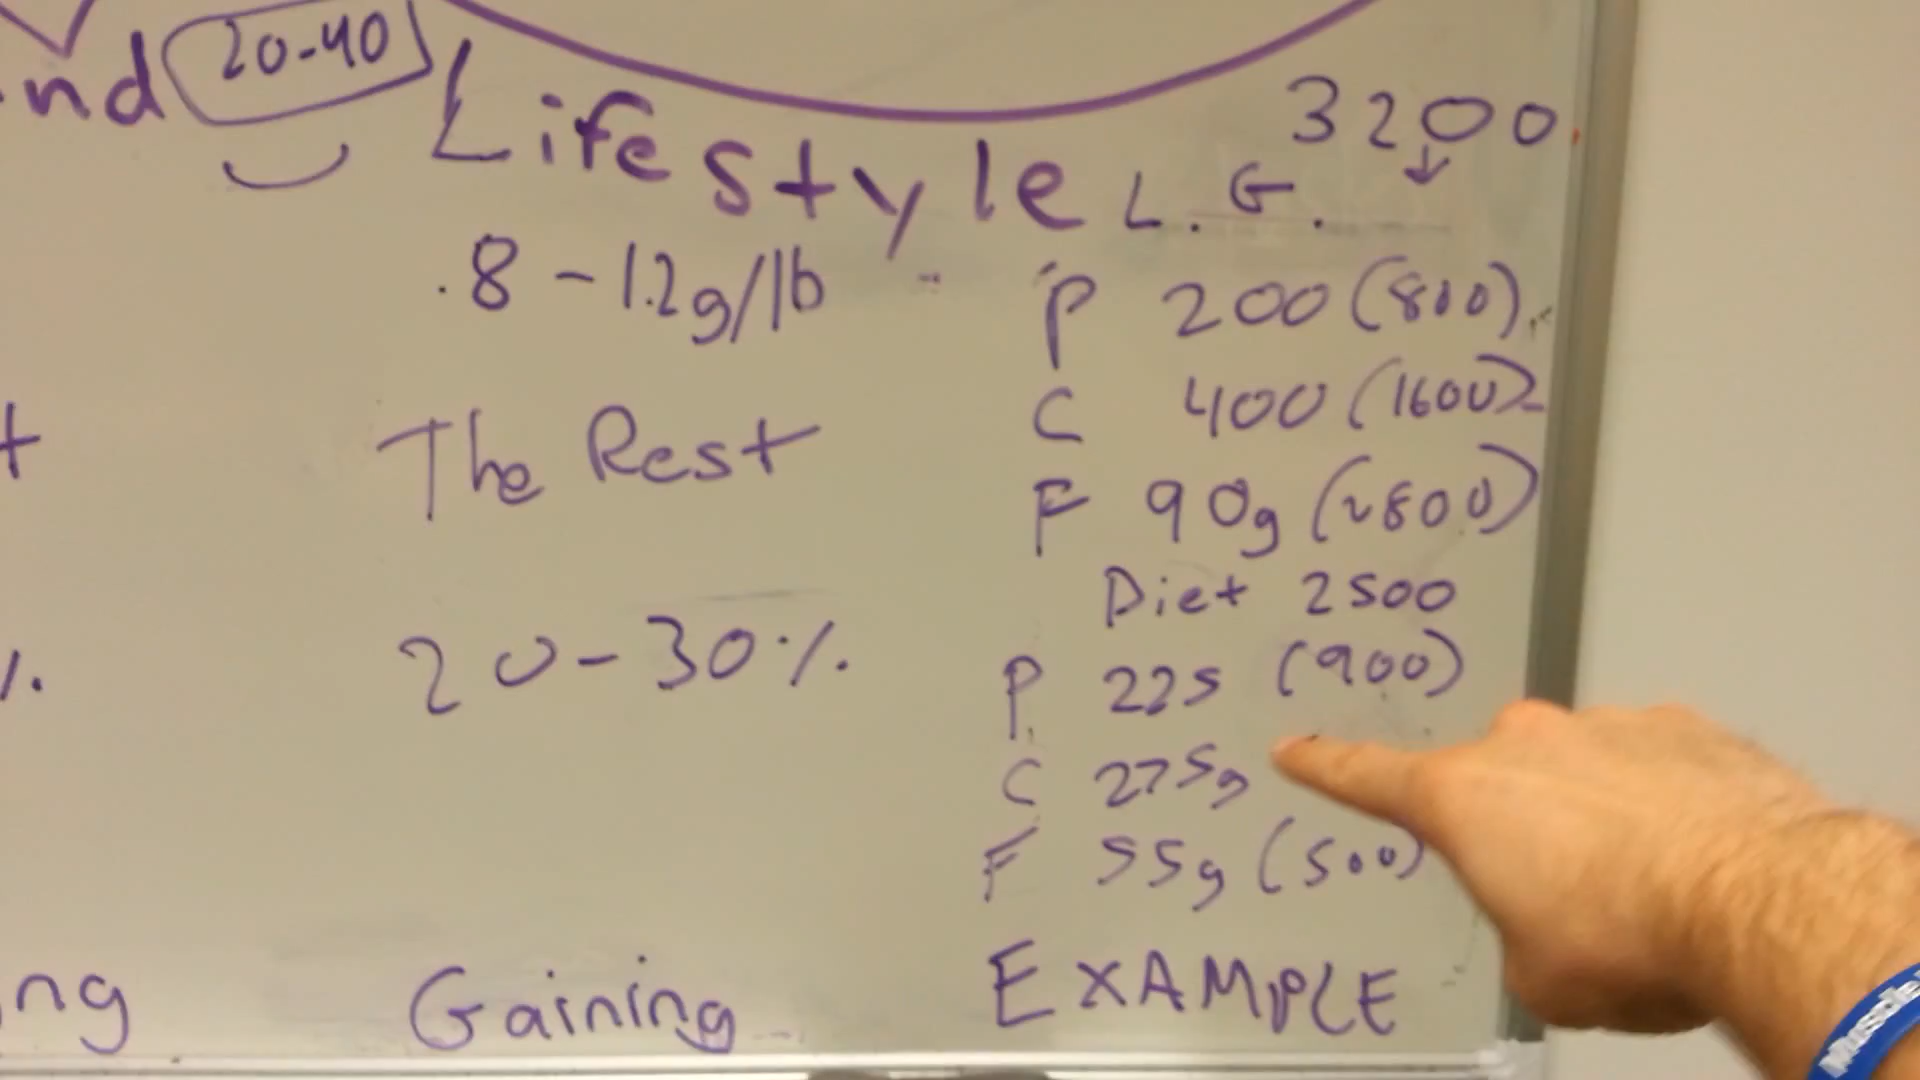 nd 20-40
Lifestyle
3200
L.G.
.8 - 1.2g/lb
P 200 (800)
The Rest
C 400 (1600)
F 90g (~800)
Diet 2500
20-30%
P 225 (900)
C 275g
F 55g (500)
ng
Gaining
EXAMPLE